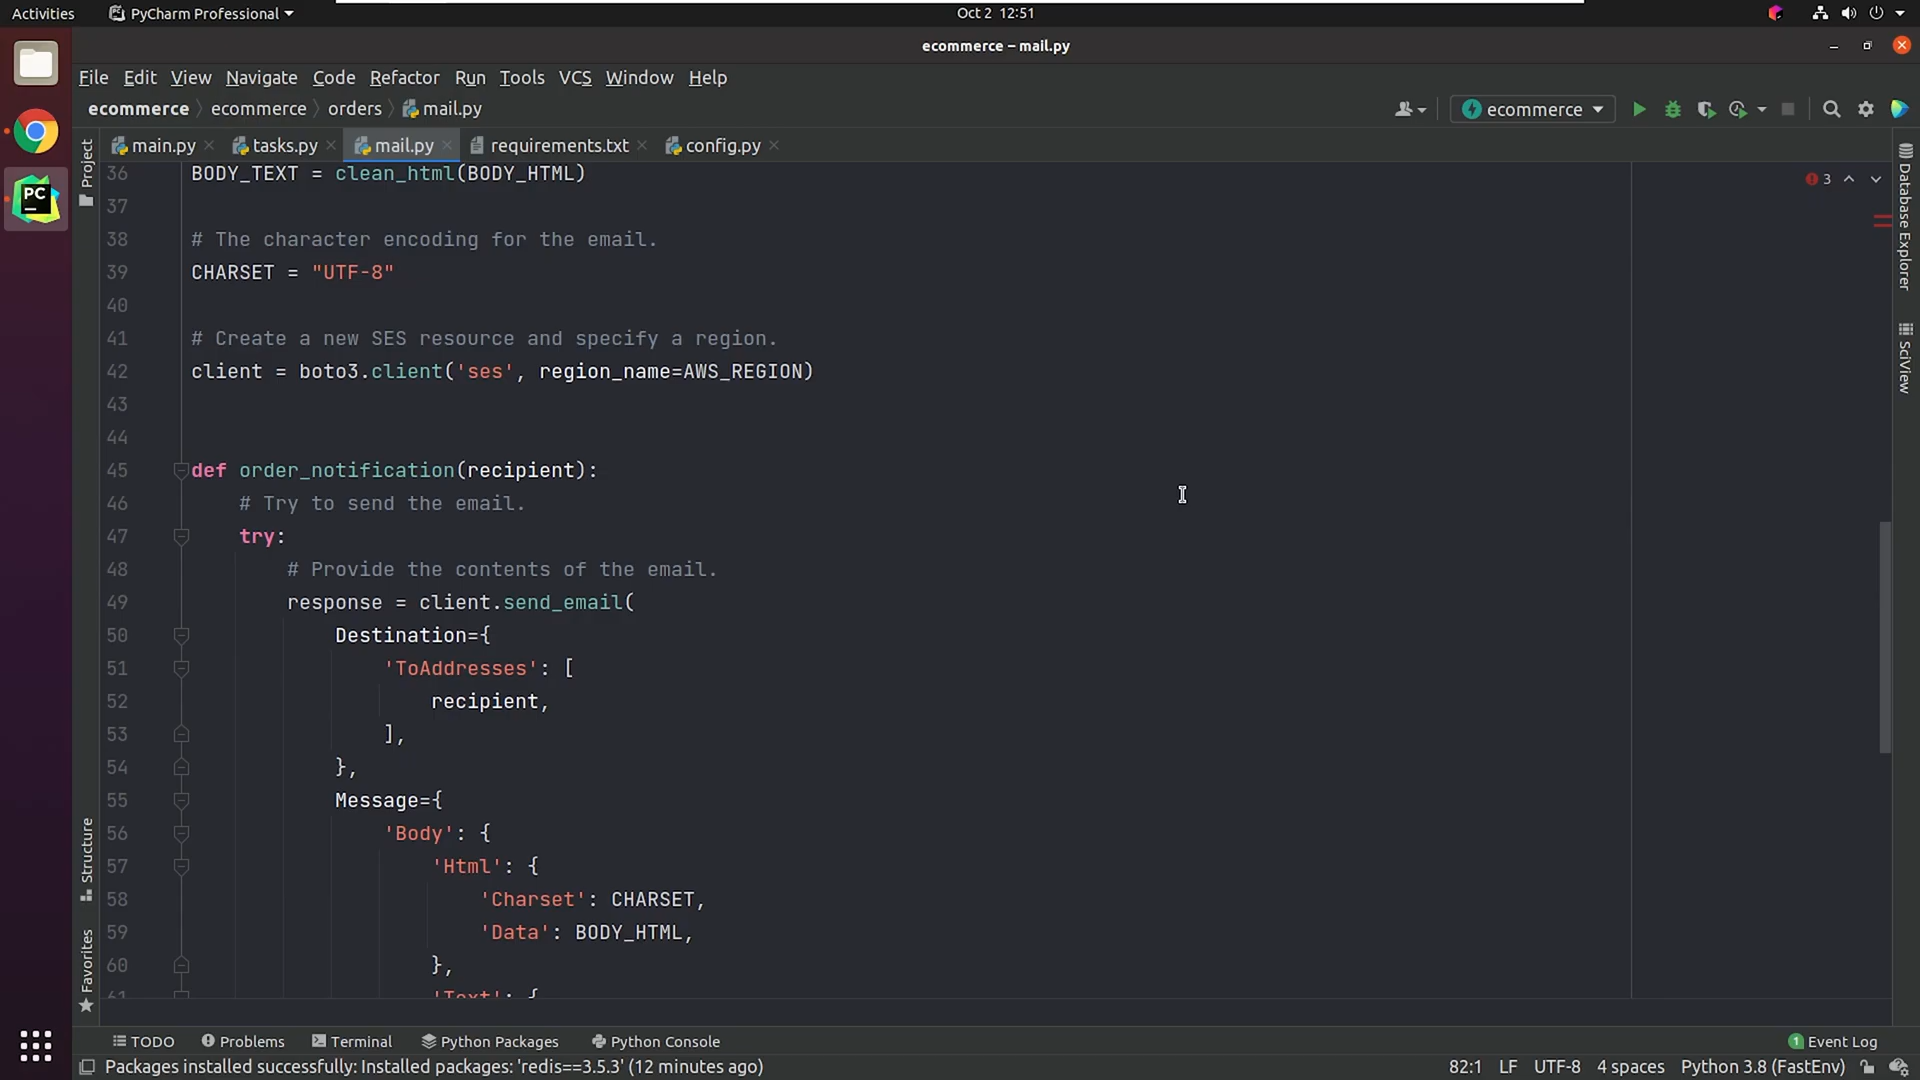 Activities PyCharm Professional Oct 2 12:51
ecommerce – mail.py
File Edit View Navigate Code Refactor Run Tools VCS Window Help
ecommerce ecommerce orders mail.py ecommerce
main.py tasks.py mail.py requirements.txt config.py
Project
Structure
Favorites
Database Explorer
SciView
PC
3
36 BODY_TEXT = clean_html(BODY_HTML)
37
38 # The character encoding for the email.
39 CHARSET = "UTF-8"
40
41 # Create a new SES resource and specify a region.
42 client = boto3.client('ses', region_name=AWS_REGION)
43
44
45 def order_notification(recipient):
46 # Try to send the email.
47 try:
48 # Provide the contents of the email.
49 response = client.send_email(
50 Destination={
51 'ToAddresses': [
52 recipient,
53 ],
54 },
55 Message={
56 'Body': {
57 'Html': {
58 'Charset': CHARSET,
59 'Data': BODY_HTML,
60 },
61 'Text': {
TODO Problems Terminal Python Packages Python Console 1 Event Log
Packages installed successfully: Installed packages: 'redis==3.5.3' (12 minutes ago) 82:1 LF UTF-8 4 spaces Python 3.8 (FastEnv)